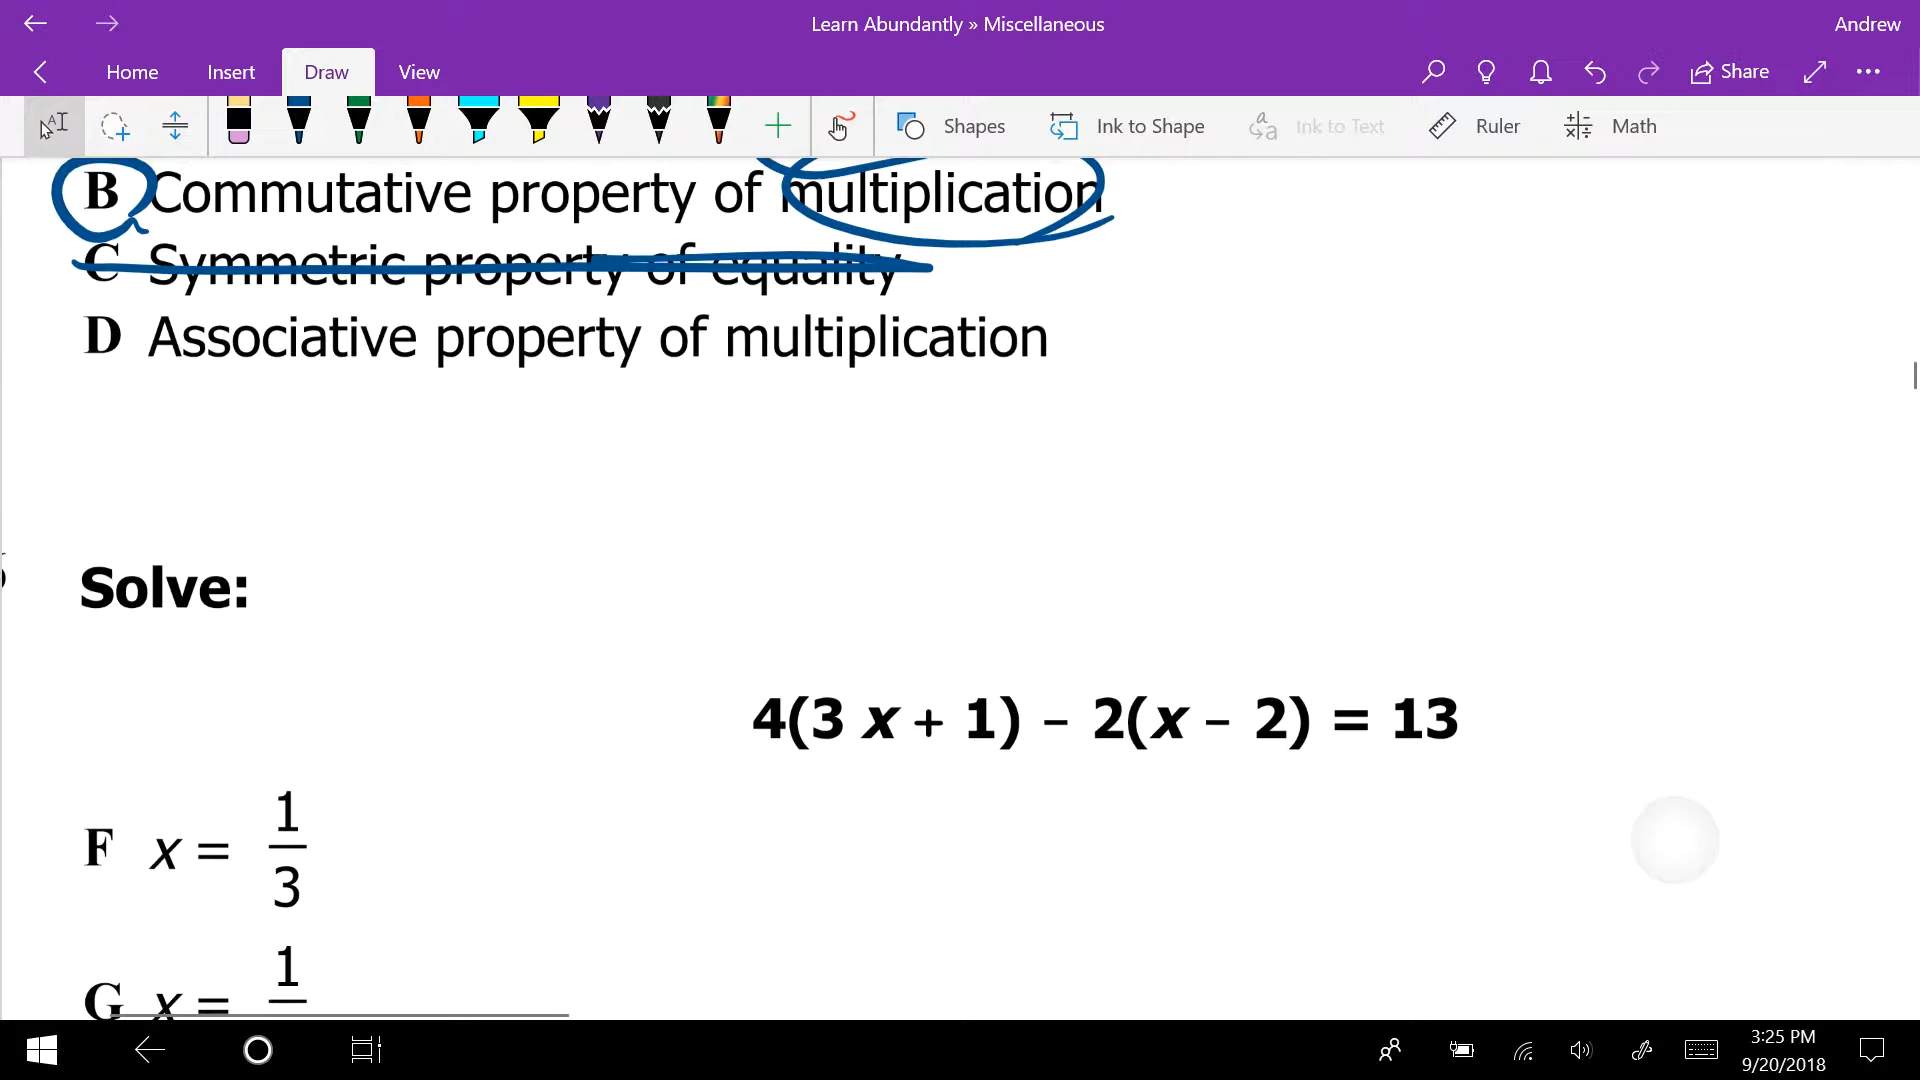 Learn Abundantly » Miscellaneous
Andrew
Home Insert Draw View
Share
Shapes Ink to Shape Ink to Text Ruler Math
B Commutative property of multiplication
C Symmetric property of equality
D Associative property of multiplication
Solve:
4(3 x + 1) – 2(x – 2) = 13
F x = 1/3
G x = 1
3:25 PM
9/20/2018